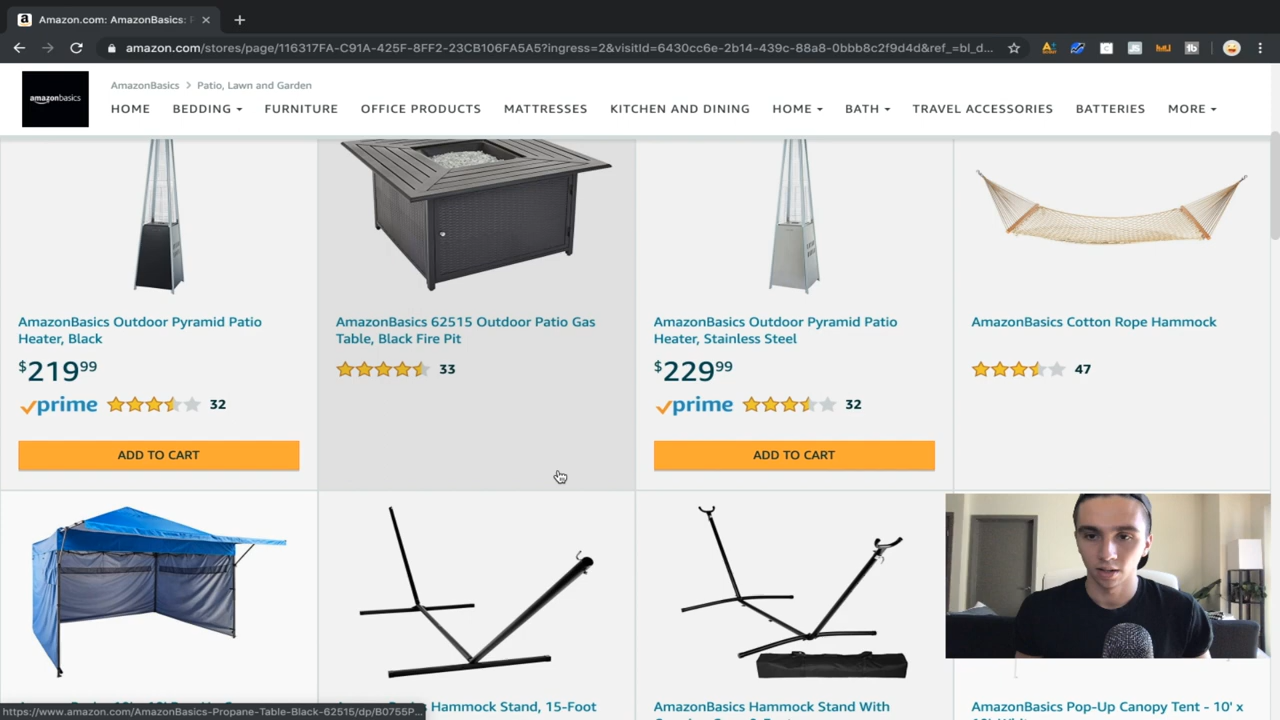 Amazon.com: AmazonBasics: P
amazon.com/stores/page/116317FA-C91A-425F-8FF2-23CB106FA5A5?ingress=2&visitId=6430cc6e-2b14-439c-88a8-0bbb8c2f9d4d&ref_=bl_d...
amazonbasics
AmazonBasics > Patio, Lawn and Garden
HOME BEDDING FURNITURE OFFICE PRODUCTS MATTRESSES KITCHEN AND DINING HOME BATH TRAVEL ACCESSORIES BATTERIES MORE
AmazonBasics Outdoor Pyramid Patio
Heater, Black
$219.99
prime 32
ADD TO CART
AmazonBasics 62515 Outdoor Patio Gas
Table, Black Fire Pit
33
AmazonBasics Outdoor Pyramid Patio
Heater, Stainless Steel
$229.99
prime 32
ADD TO CART
AmazonBasics Cotton Rope Hammock
47
Hammock Stand, 15-Foot
AmazonBasics Hammock Stand With
AmazonBasics Pop-Up Canopy Tent - 10' x
https://www.amazon.com/AmazonBasics-Propane-Table-Black-62515/dp/B0755P...